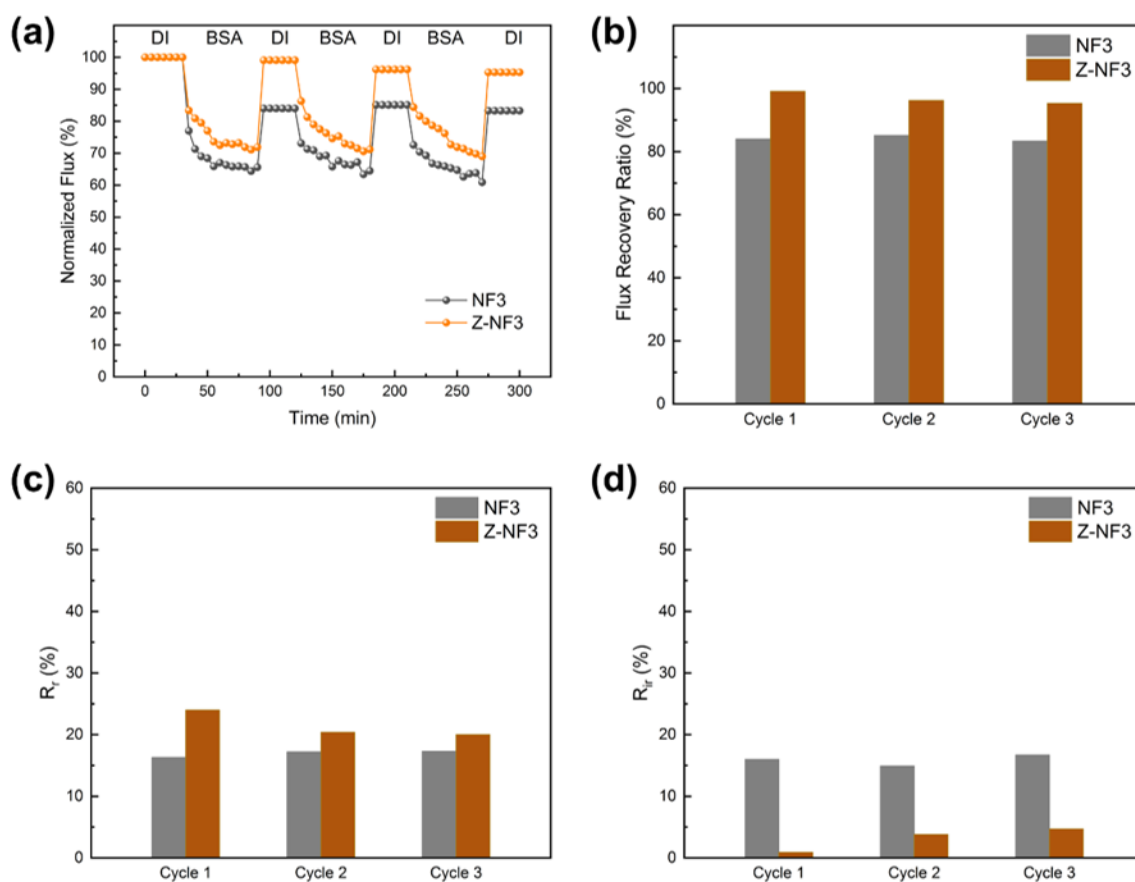 (a)
DI BSA DI BSA DI BSA DI
Normalized Flux (%)
100
90
80
70
60
50
40
30
20
10
0
NF3
Z-NF3
0 50 100 150 200 250 300
Time (min)
(b)
NF3
Z-NF3
Flux Recovery Ratio (%)
100
80
60
40
20
0
Cycle 1 Cycle 2 Cycle 3
(c)
NF3
Z-NF3
Rr (%)
60
50
40
30
20
10
0
Cycle 1 Cycle 2 Cycle 3
(d)
NF3
Z-NF3
Rir (%)
60
50
40
30
20
10
0
Cycle 1 Cycle 2 Cycle 3